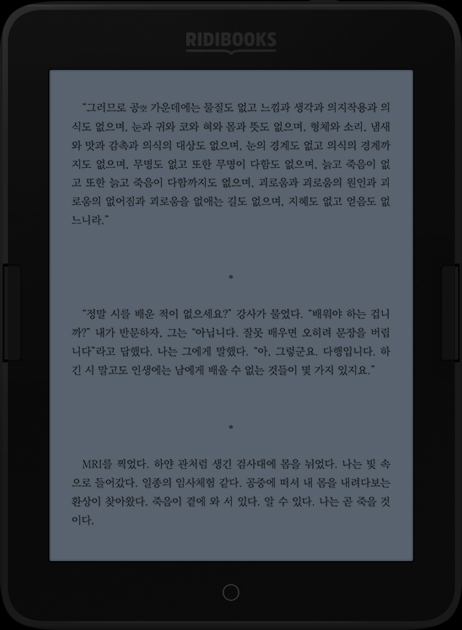 RIDIBOOKS
“그러므로 공空 가운데에는 물질도 없고 느낌과 생각과 의지작용과 의
식도 없으며, 눈과 귀와 코와 혀와 몸과 뜻도 없으며, 형체와 소리, 냄새
와 맛과 감촉과 의식의 대상도 없으며, 눈의 경계도 없고 의식의 경계까
지도 없으며, 무명도 없고 또한 무명이 다함도 없으며, 늙고 죽음이 없
고 또한 늙고 죽음이 다함까지도 없으며, 괴로움과 괴로움의 원인과 괴
로움의 없어짐과 괴로움을 없애는 길도 없으며, 지혜도 없고 얻음도 없
느니라.”
“정말 시를 배운 적이 없으세요?” 강사가 물었다. “배워야 하는 겁니
까?” 내가 반문하자, 그는 “아닙니다. 잘못 배우면 오히려 문장을 버립
니다”라고 답했다. 나는 그에게 말했다. “아, 그렇군요. 다행입니다. 하
긴 시 말고도 인생에는 남에게 배울 수 없는 것들이 몇 가지 있지요.”
MRI를 찍었다. 하얀 관처럼 생긴 검사대에 몸을 뉘었다. 나는 빛 속
으로 들어갔다. 일종의 임사체험 같다. 공중에 떠서 내 몸을 내려다보는
환상이 찾아왔다. 죽음이 곁에 와 서 있다. 알 수 있다. 나는 곧 죽을 것
이다.